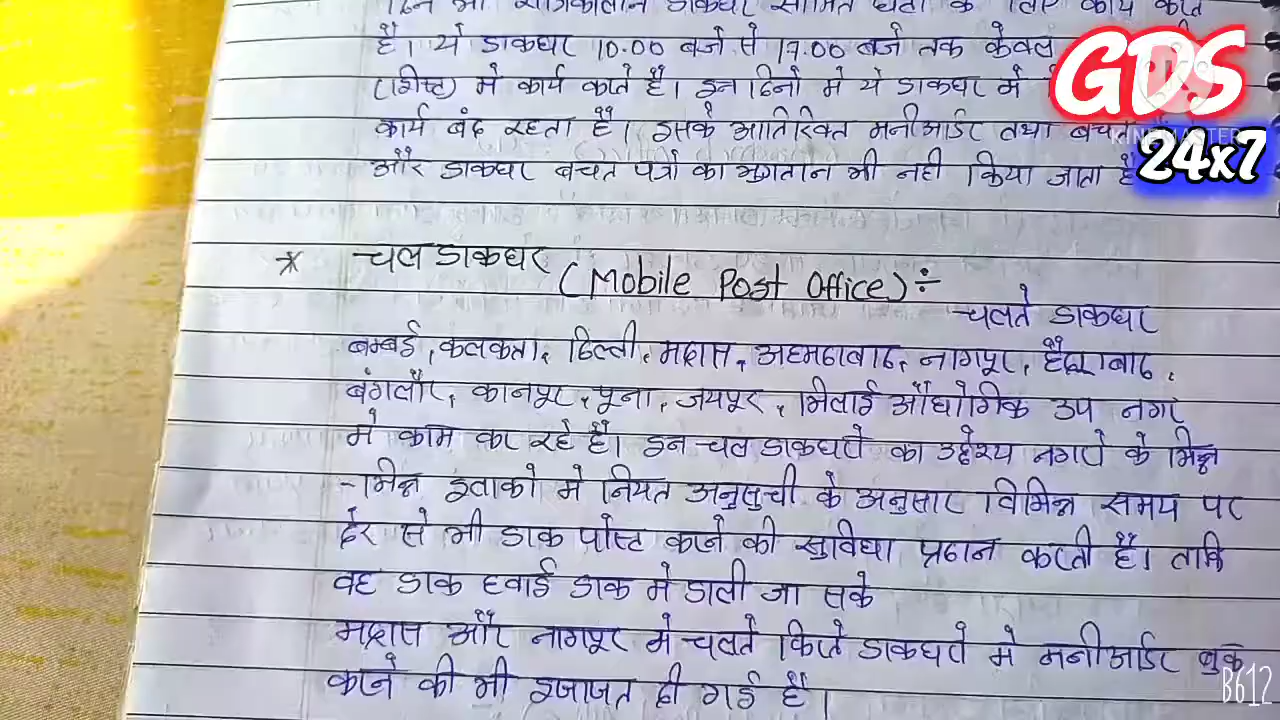 दिन भी रात्रिकालीन डाकघर सीमित घंटो के लिए कार्य करते
है। ये डाकघर 10.00 बजे से 17.00 बजे तक केवल
(शिफ्ट) मे कार्य करते है। इन दिनो मे ये डाकघर मे
कार्य बंद रहता है। इसके अतिरिक्त मनीआर्डर तथा बचत
और डाकघर बचत पत्रो का भुगतान भी नही किया जाता है
GDS
KINEMASTER
24x7
* चल डाकघर (Mobile Post Office) ÷
चलते डाकघर
बम्बई, कलकता, दिल्ली, मद्रास, अहमदाबाद, नागपूर, हैदराबाद,
बंगलौर, कानपूर, पूना, जयपूर, भिलाई औधोगिक उप नगर
मे काम कर रहे है। इन चल डाकघरो का उद्देश्य नगरो के भिन्न
-भिन्न इलाको मे नियत अनुसुची के अनुसार विभिन्न समय पर
देर से भी डाक पोस्ट करने की सुविधा प्रदान करती है। ताकि
वह डाक हवाई डाक मे डाली जा सके
मद्रास और नागपूर मे चलते फिरते डाकघरो मे मनीआर्डर बुक
करने की भी इजाजत दी गई है।
B612